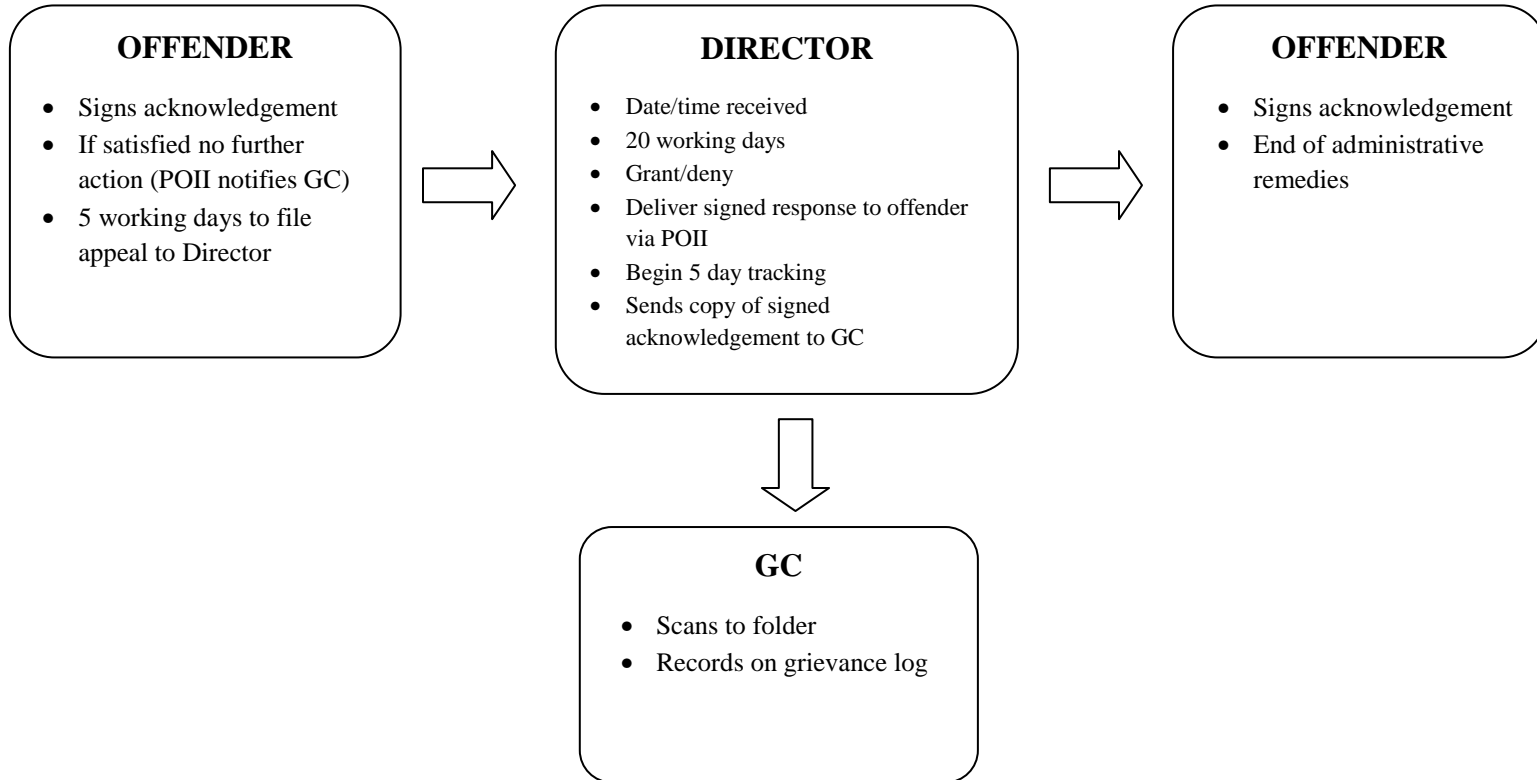 OFFENDER
• Signs acknowledgement
• If satisfied no further
action (POII notifies GC)
• 5 working days to file
appeal to Director
DIRECTOR
• Date/time received
• 20 working days
• Grant/deny
• Deliver signed response to offender
via POII
• Begin 5 day tracking
• Sends copy of signed
acknowledgement to GC
OFFENDER
• Signs acknowledgement
• End of administrative
remedies
GC
• Scans to folder
• Records on grievance log